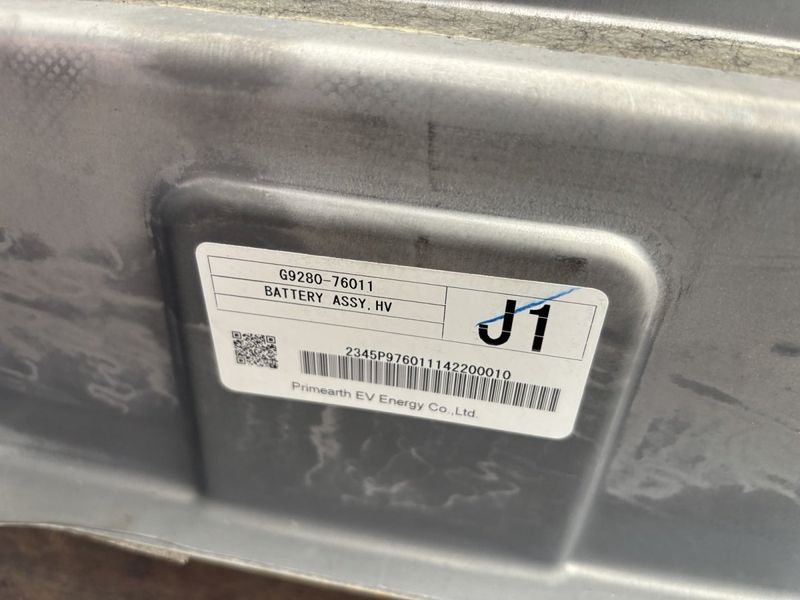 G9280-76011
BATTERY ASSY,HV
J1
2345P976011142200010
Primearth EV Energy Co.,Ltd.